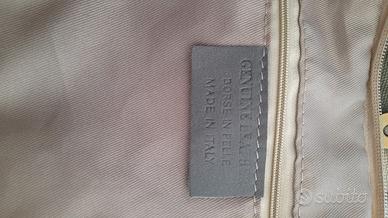 GENUINE LEATHER
BORSE IN PELLE
MADE IN ITALY
subito